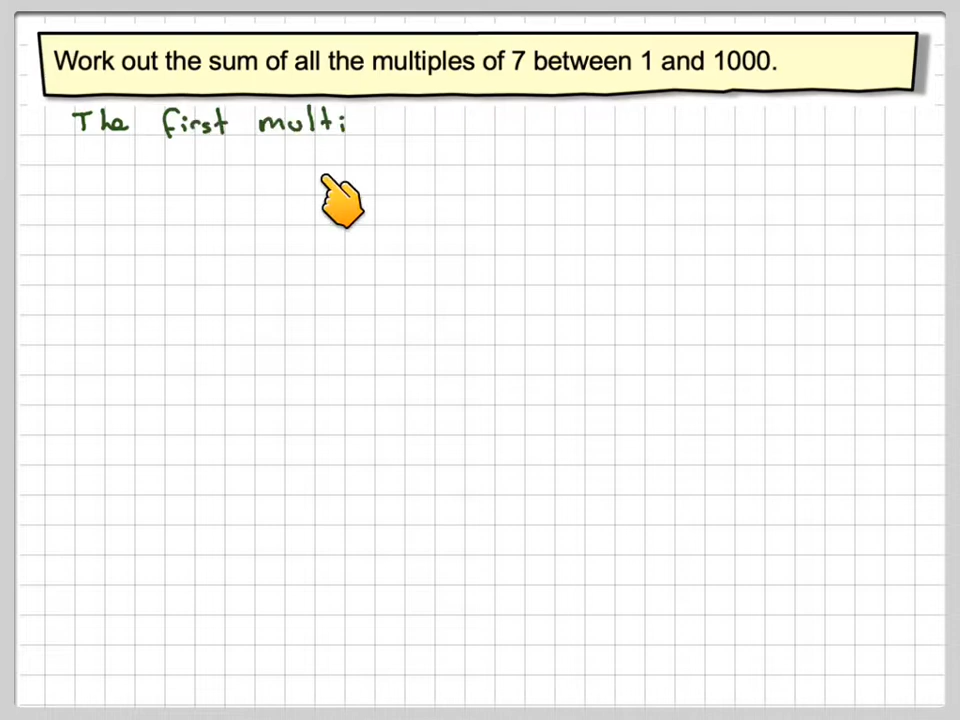 Work out the sum of all the multiples of 7 between 1 and 1000.
The first multi